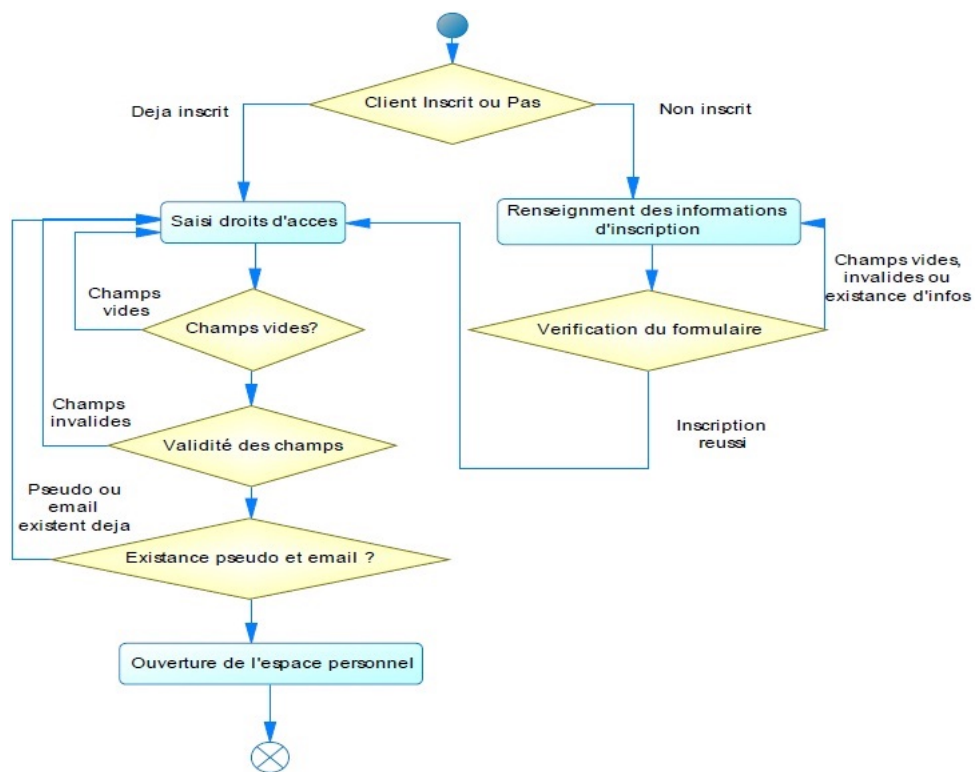 Client Inscrit ou Pas
Deja inscrit
Non inscrit
Saisi droits d'acces
Renseignment des informations
d'inscription
Champs vides,
invalides ou
existance d'infos
Champs
vides
Champs vides?
Verification du formulaire
Champs
invalides
Validité des champs
Inscription
reussi
Pseudo ou
email
existent deja
Existance pseudo et email ?
Ouverture de l'espace personnel